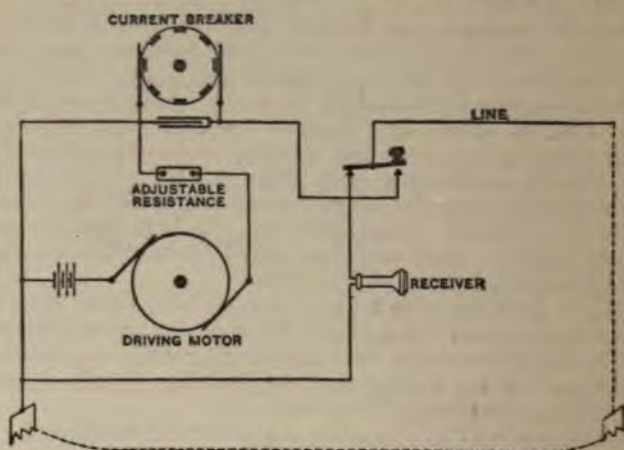 CURRENT BREAKER
LINE
ADJUSTABLE
RESISTANCE
RECEIVER
DRIVING MOTOR